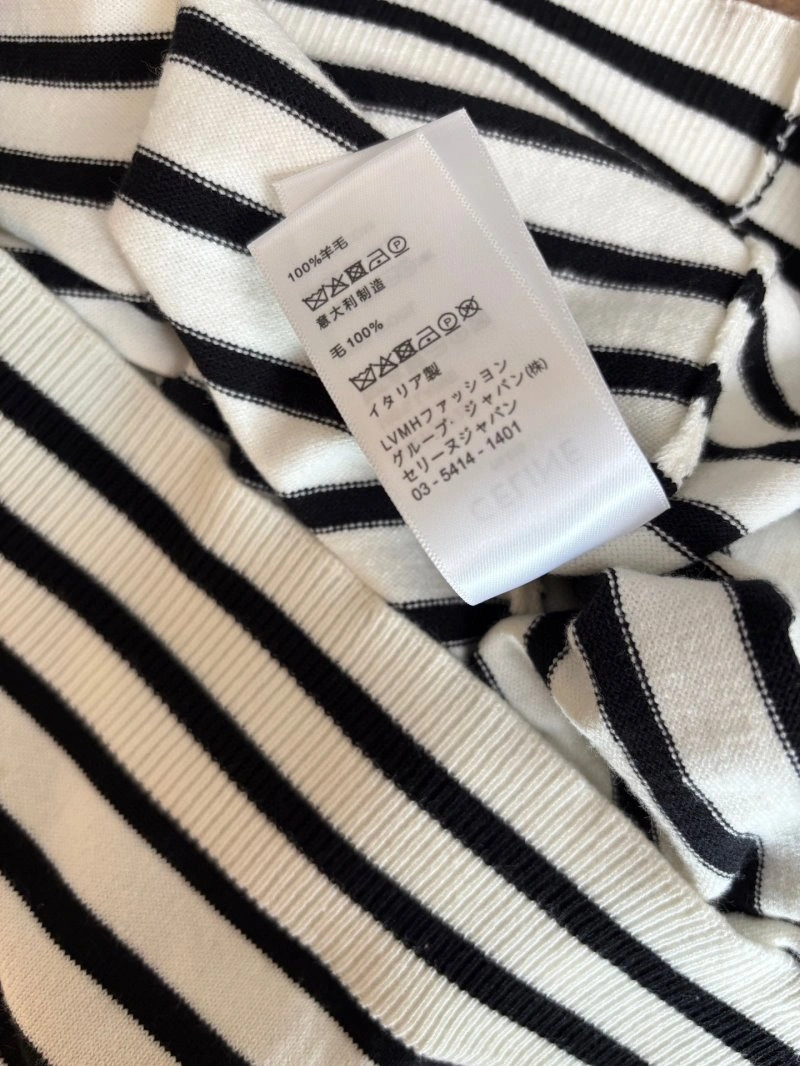 100%羊毛
意大利制造
毛 100%
イタリア製
LVMHファッション
グループ・ジャパン(株)
セリーヌジャパン
03 - 5414 - 1401
CELINE